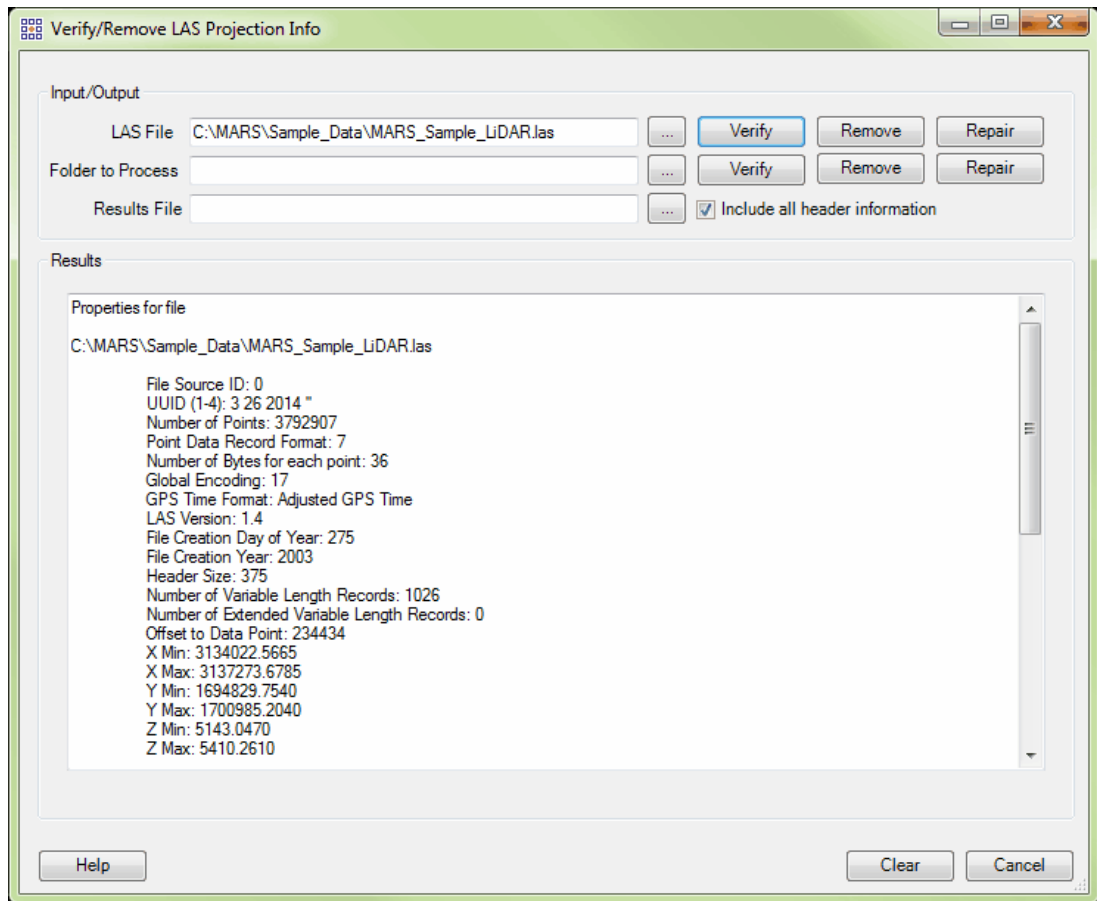 Verify/Remove LAS Projection Info
Input/Output
LAS File C:\MARS\Sample_Data\MARS_Sample_LiDAR.las ... Verify Remove Repair
Folder to Process ... Verify Remove Repair
Results File ... Include all header information
Results
Properties for file
C:\MARS\Sample_Data\MARS_Sample_LiDAR.las
File Source ID: 0
UUID (1-4): 3 26 2014 "
Number of Points: 3792907
Point Data Record Format: 7
Number of Bytes for each point: 36
Global Encoding: 17
GPS Time Format: Adjusted GPS Time
LAS Version: 1.4
File Creation Day of Year: 275
File Creation Year: 2003
Header Size: 375
Number of Variable Length Records: 1026
Number of Extended Variable Length Records: 0
Offset to Data Point: 234434
X Min: 3134022.5665
X Max: 3137273.6785
Y Min: 1694829.7540
Y Max: 1700985.2040
Z Min: 5143.0470
Z Max: 5410.2610
Help Clear Cancel